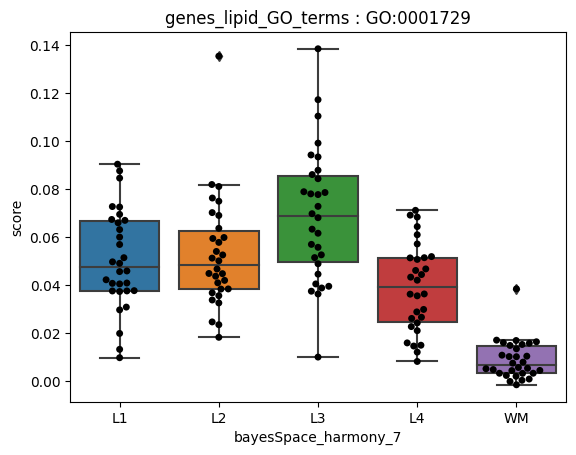 genes_lipid_GO_terms : GO:0001729
0.14
0.12
0.10
0.08
0.06
0.04
0.02
0.00
score
L1 L2 L3 L4 WM
bayesSpace_harmony_7